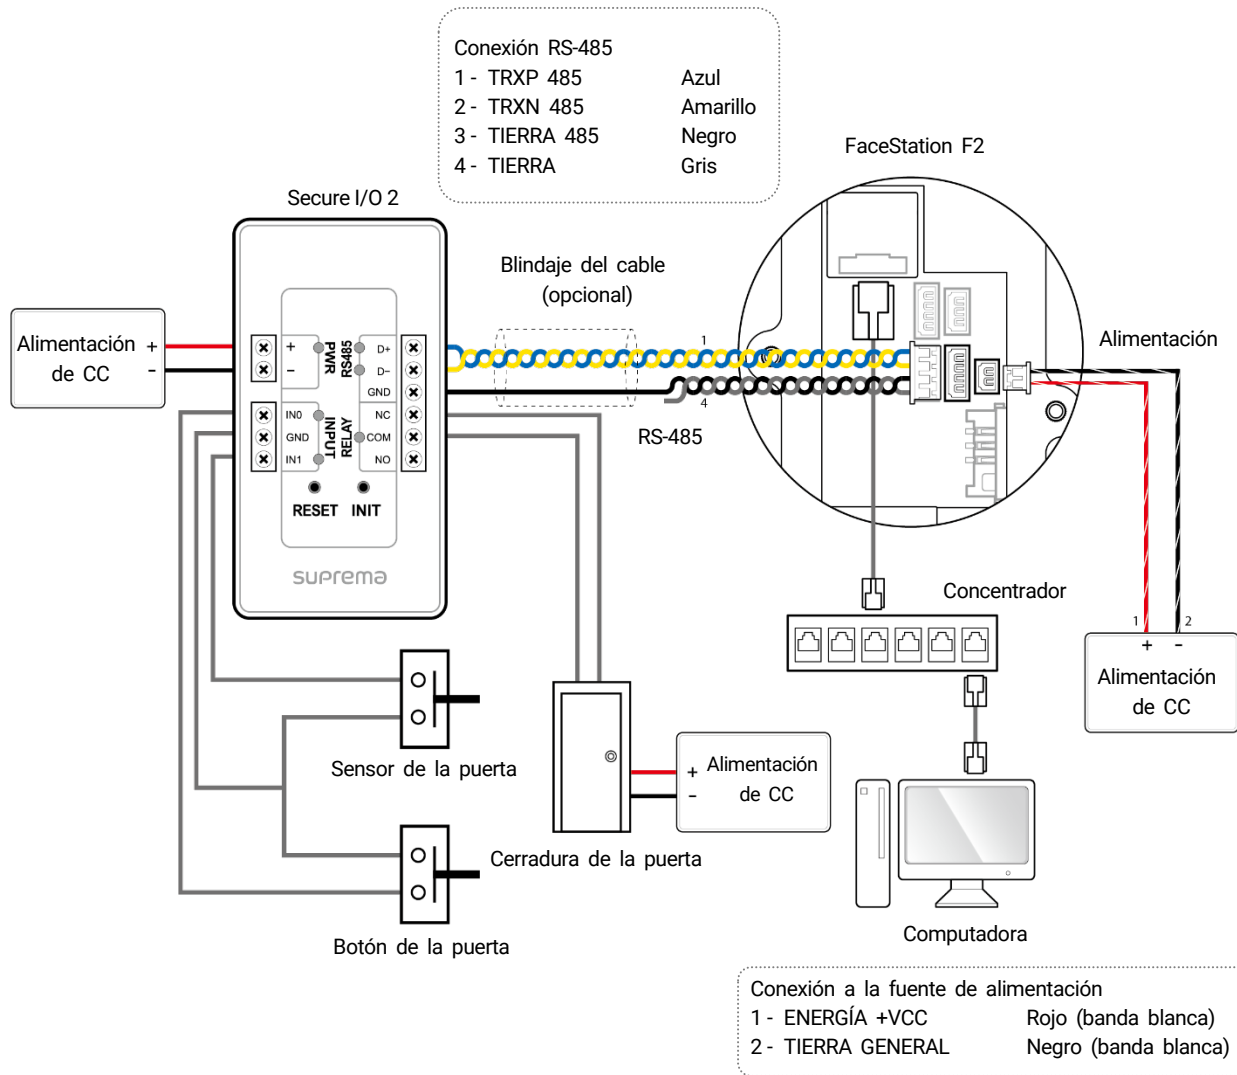 Conexión RS-485
1 - TRXP 485 Azul
2 - TRXN 485 Amarillo
3 - TIERRA 485 Negro
4 - TIERRA Gris
FaceStation F2
Secure I/O 2
Blindaje del cable
(opcional)
Alimentación
de CC
+
-
+
-
PWR
RS485
D+
D-
GND
IN0
GND
IN1
INPUT
RELAY
NC
COM
NO
RESET INIT
suprema
1
4
RS-485
Alimentación
1 2
+ -
Alimentación
de CC
Concentrador
Sensor de la puerta
+
-
Alimentación
de CC
Cerradura de la puerta
Botón de la puerta
Computadora
Conexión a la fuente de alimentación
1 - ENERGÍA +VCC Rojo (banda blanca)
2 - TIERRA GENERAL Negro (banda blanca)